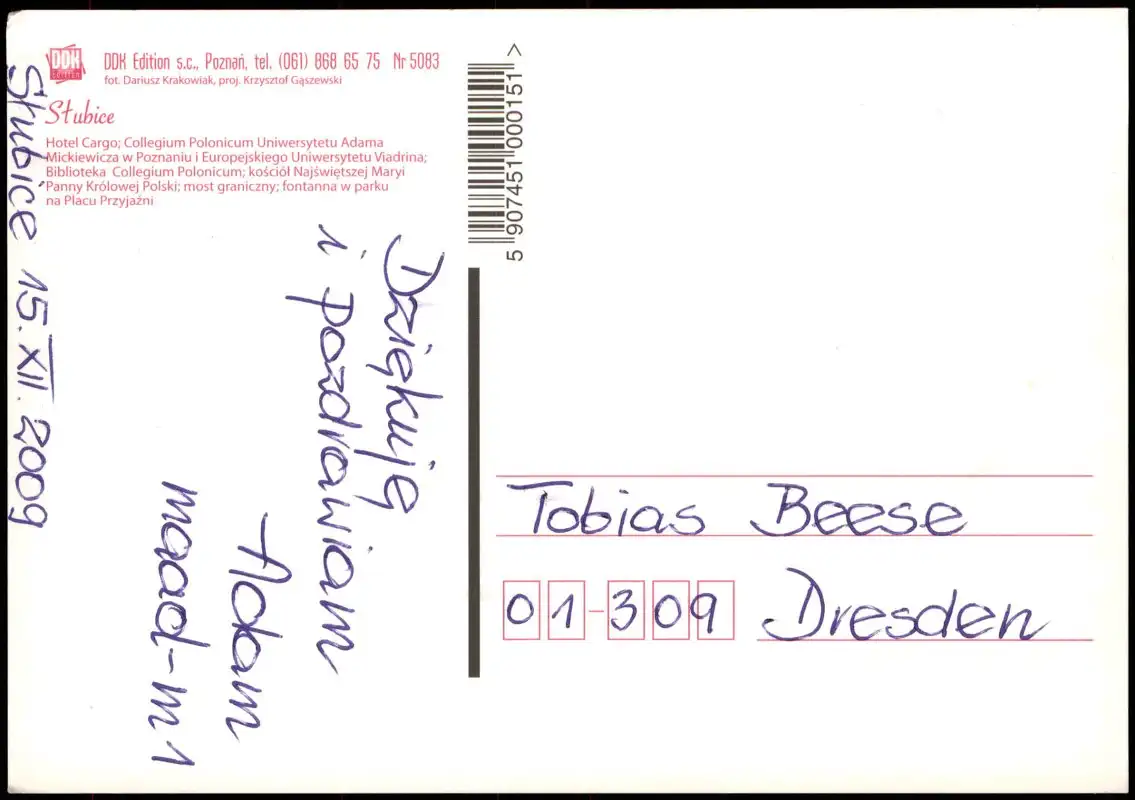 DDK
EDITION
DDK Edition s.c., Poznań, tel. (061) 868 65 75 Nr 5083
fot. Dariusz Krakowiak, proj. Krzysztof Gąszewski
Słubice
Hotel Cargo; Collegium Polonicum Uniwersytetu Adama
Mickiewicza w Poznaniu i Europejskiego Uniwersytetu Viadrina;
Biblioteka Collegium Polonicum; kościół Najświętszej Maryi
Panny Królowej Polski; most graniczny; fontanna w parku
na Placu Przyjaźni
5 907451 000151 >
Słubice 15.XII.2009
Dziękuję
i pozdrawiam
Adam
maad-m1
Tobias Beese
01-309 Dresden